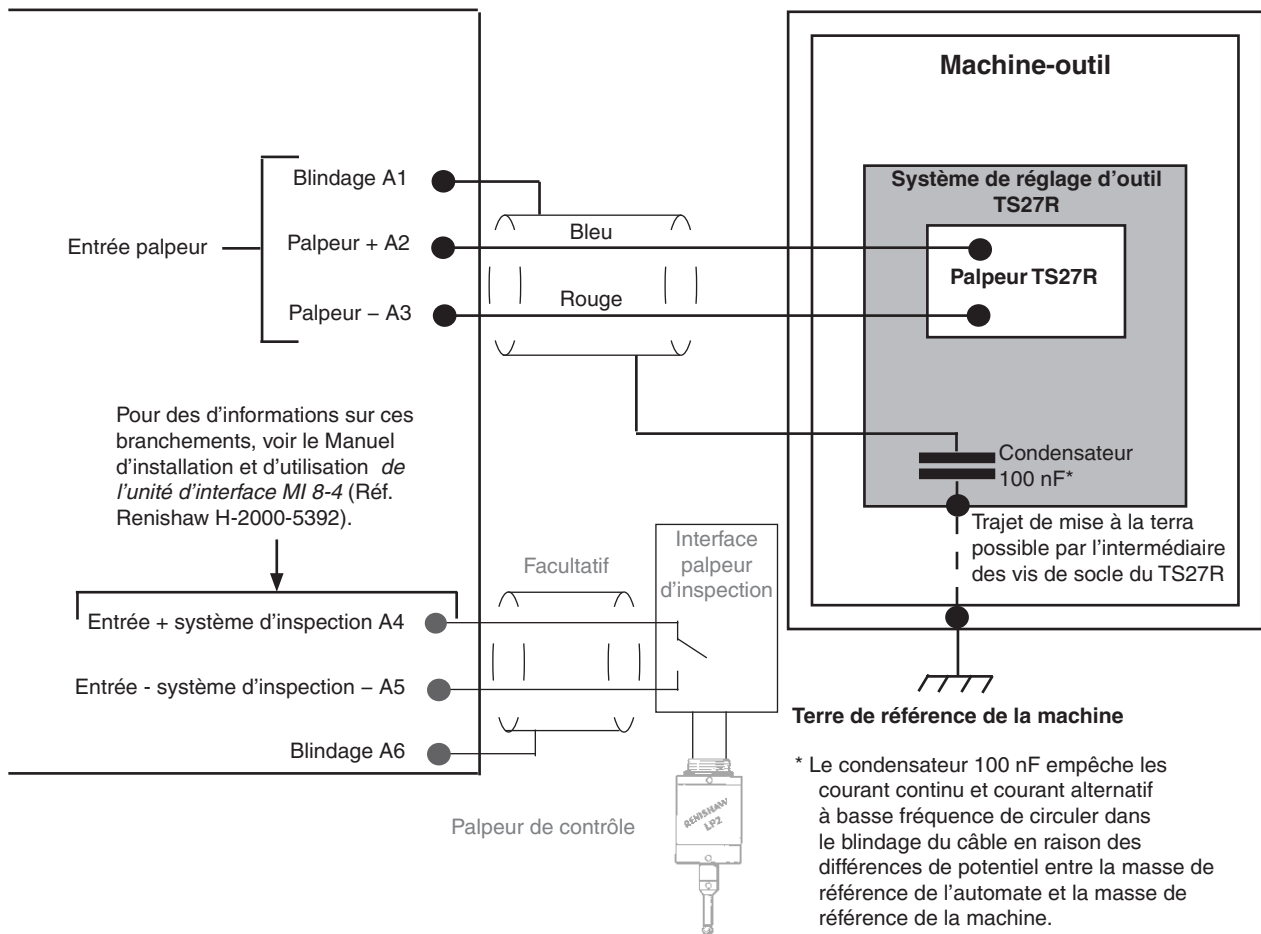 Machine-outil
Système de réglage d'outil
TS27R
Palpeur TS27R
Blindage A1
Entrée palpeur
Palpeur + A2
Palpeur – A3
Bleu
Rouge
Condensateur
100 nF*
Trajet de mise à la terra
possible par l'intermédiaire
des vis de socle du TS27R
Pour des d'informations sur ces
branchements, voir le Manuel
d'installation et d'utilisation de
l'unité d'interface MI 8-4 (Réf.
Renishaw H-2000-5392).
Facultatif
Interface
palpeur
d'inspection
Entrée + système d'inspection A4
Entrée - système d'inspection – A5
Blindage A6
Palpeur de contrôle
RENISHAW
LP2
Terre de référence de la machine
* Le condensateur 100 nF empêche les
courant continu et courant alternatif
à basse fréquence de circuler dans
le blindage du câble en raison des
différences de potentiel entre la masse de
référence de l'automate et la masse de
référence de la machine.